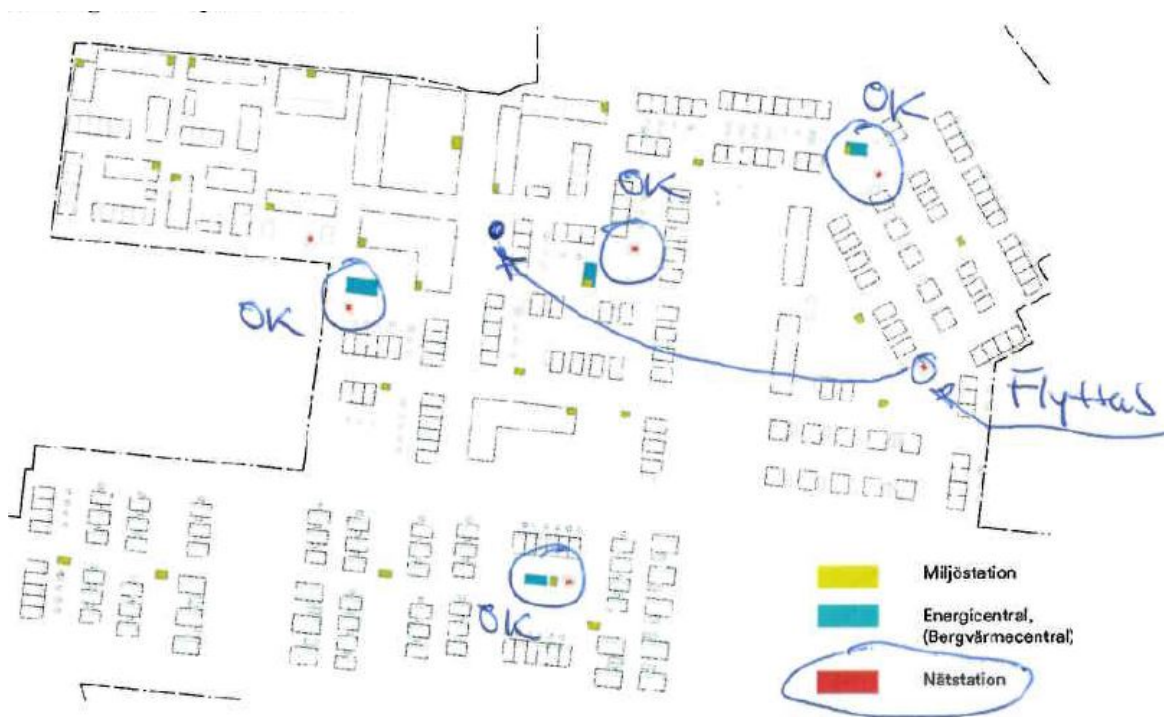 OK
OK
OK
Flyttas
OK
Miljöstation
Energicentral,
(Bergvärmecentral)
Nätstation